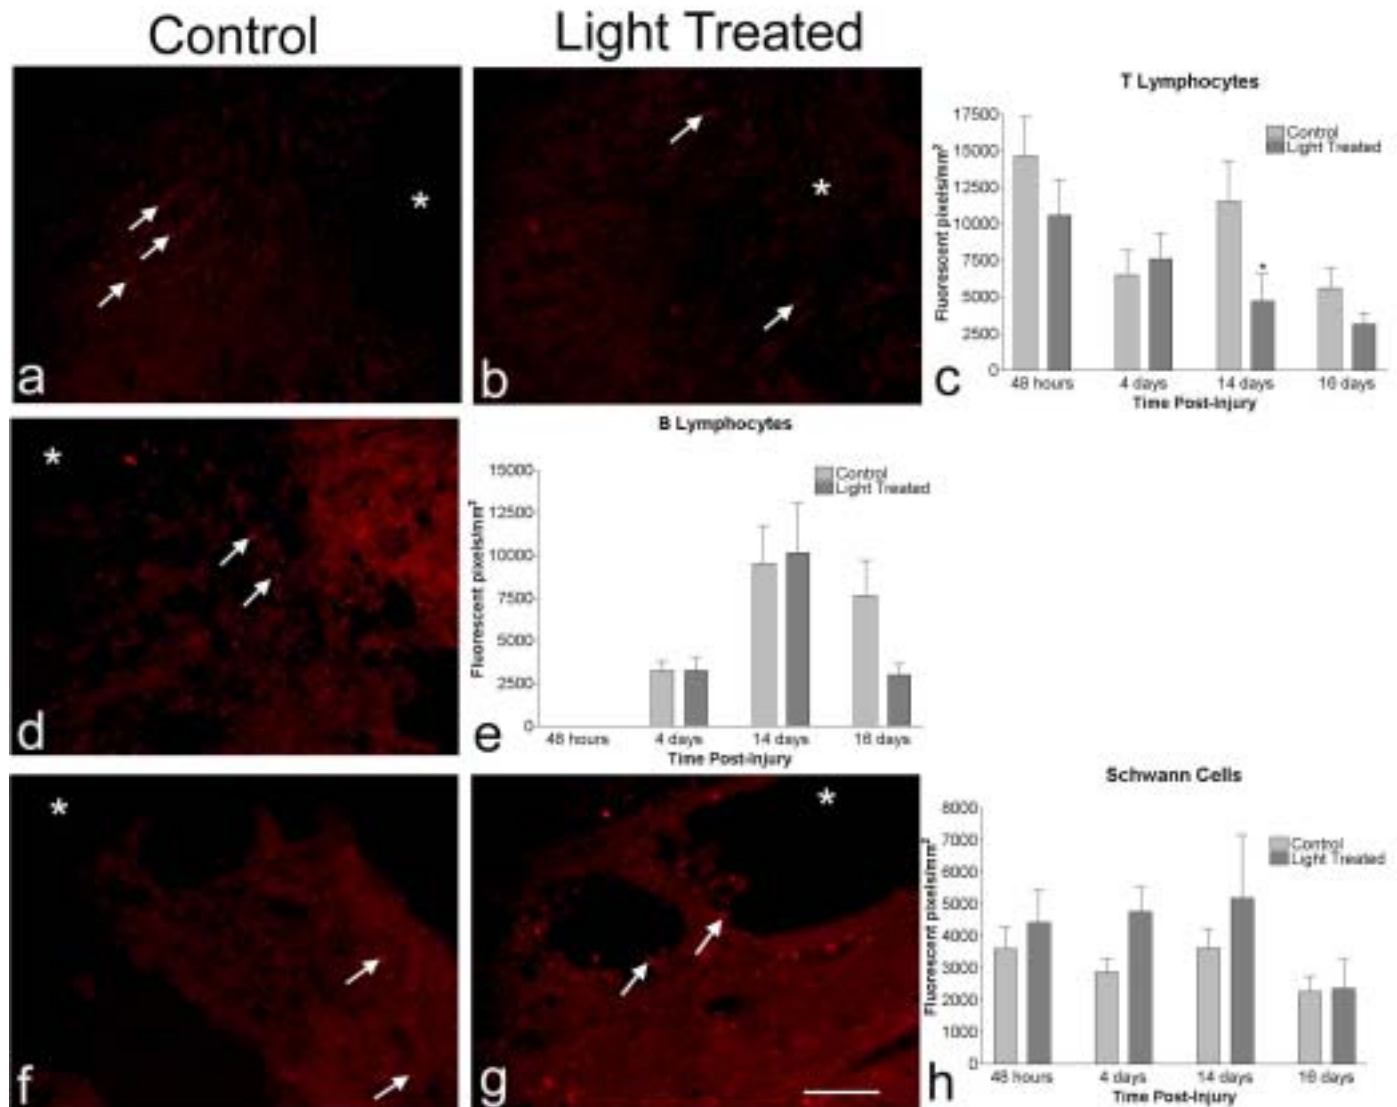 Control
Light Treated
a
*
b
*
c
T Lymphocytes
Fluorescent pixels/mm²
17500
15000
12500
10000
7500
5000
2500
0
Control
Light Treated
*
48 hours 4 days 14 days 16 days
Time Post-Injury
d
*
e
B Lymphocytes
Fluorescent pixels/mm²
15000
12500
10000
7500
5000
2500
0
Control
Light Treated
48 hours 4 days 14 days 16 days
Time Post-Injury
f
*
g
*
h
Schwann Cells
Fluorescent pixels/mm²
8000
7000
6000
5000
4000
3000
2000
1000
0
Control
Light Treated
48 hours 4 days 14 days 16 days
Time Post-Injury